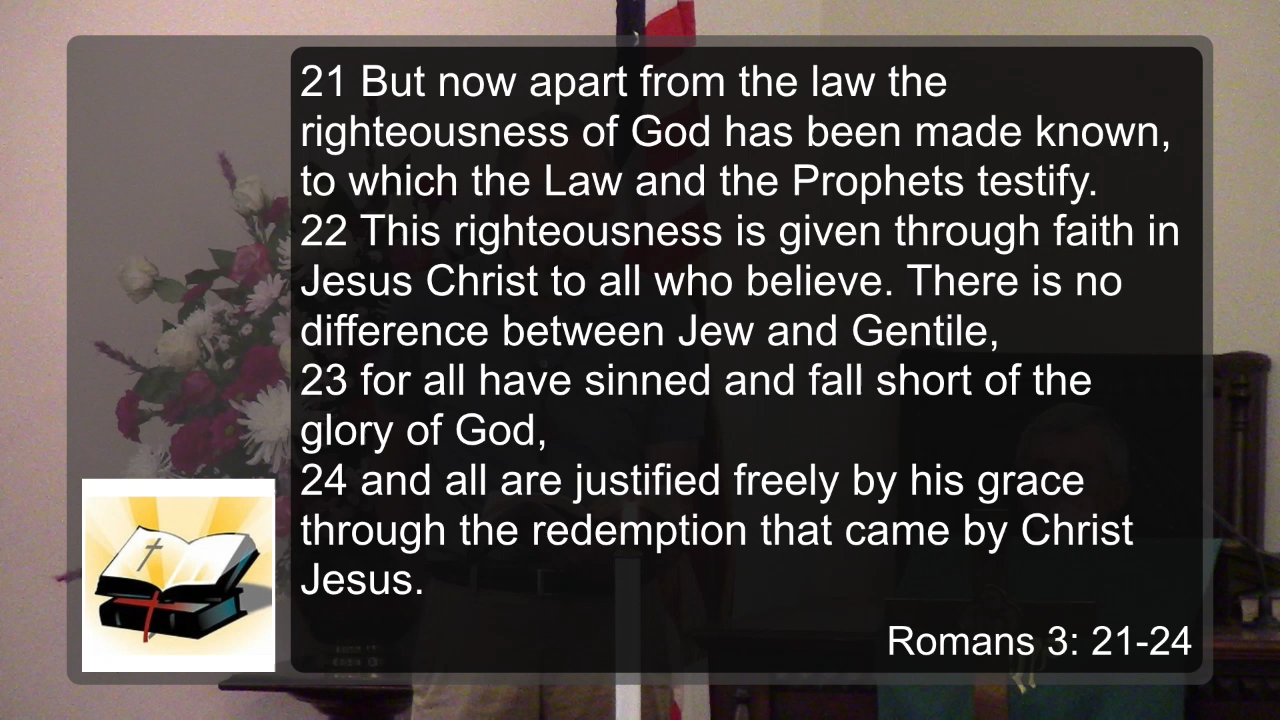 21 But now apart from the law the
righteousness of God has been made known,
to which the Law and the Prophets testify.
22 This righteousness is given through faith in
Jesus Christ to all who believe. There is no
difference between Jew and Gentile,
23 for all have sinned and fall short of the
glory of God,
24 and all are justified freely by his grace
through the redemption that came by Christ
Jesus.
Romans 3: 21-24